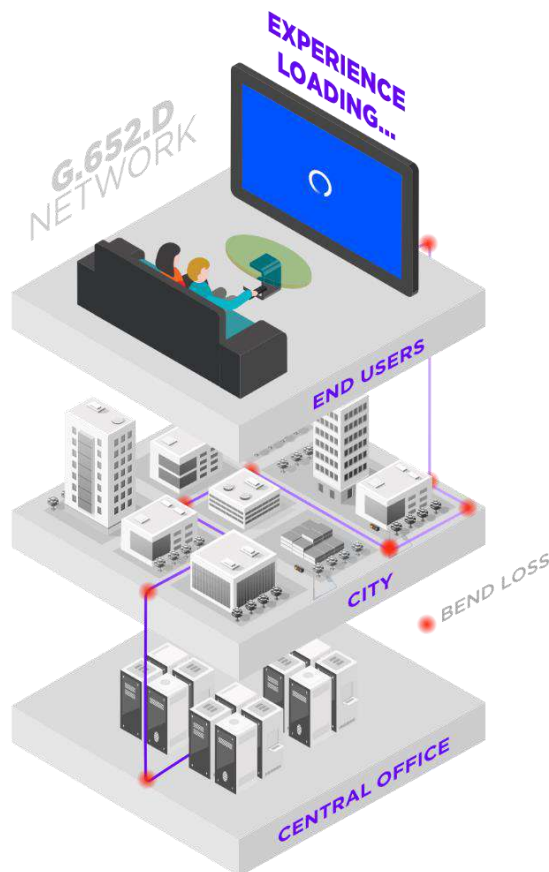 EXPERIENCE
LOADING...
G.652.D
NETWORK
END USERS
CITY
BEND LOSS
CENTRAL OFFICE